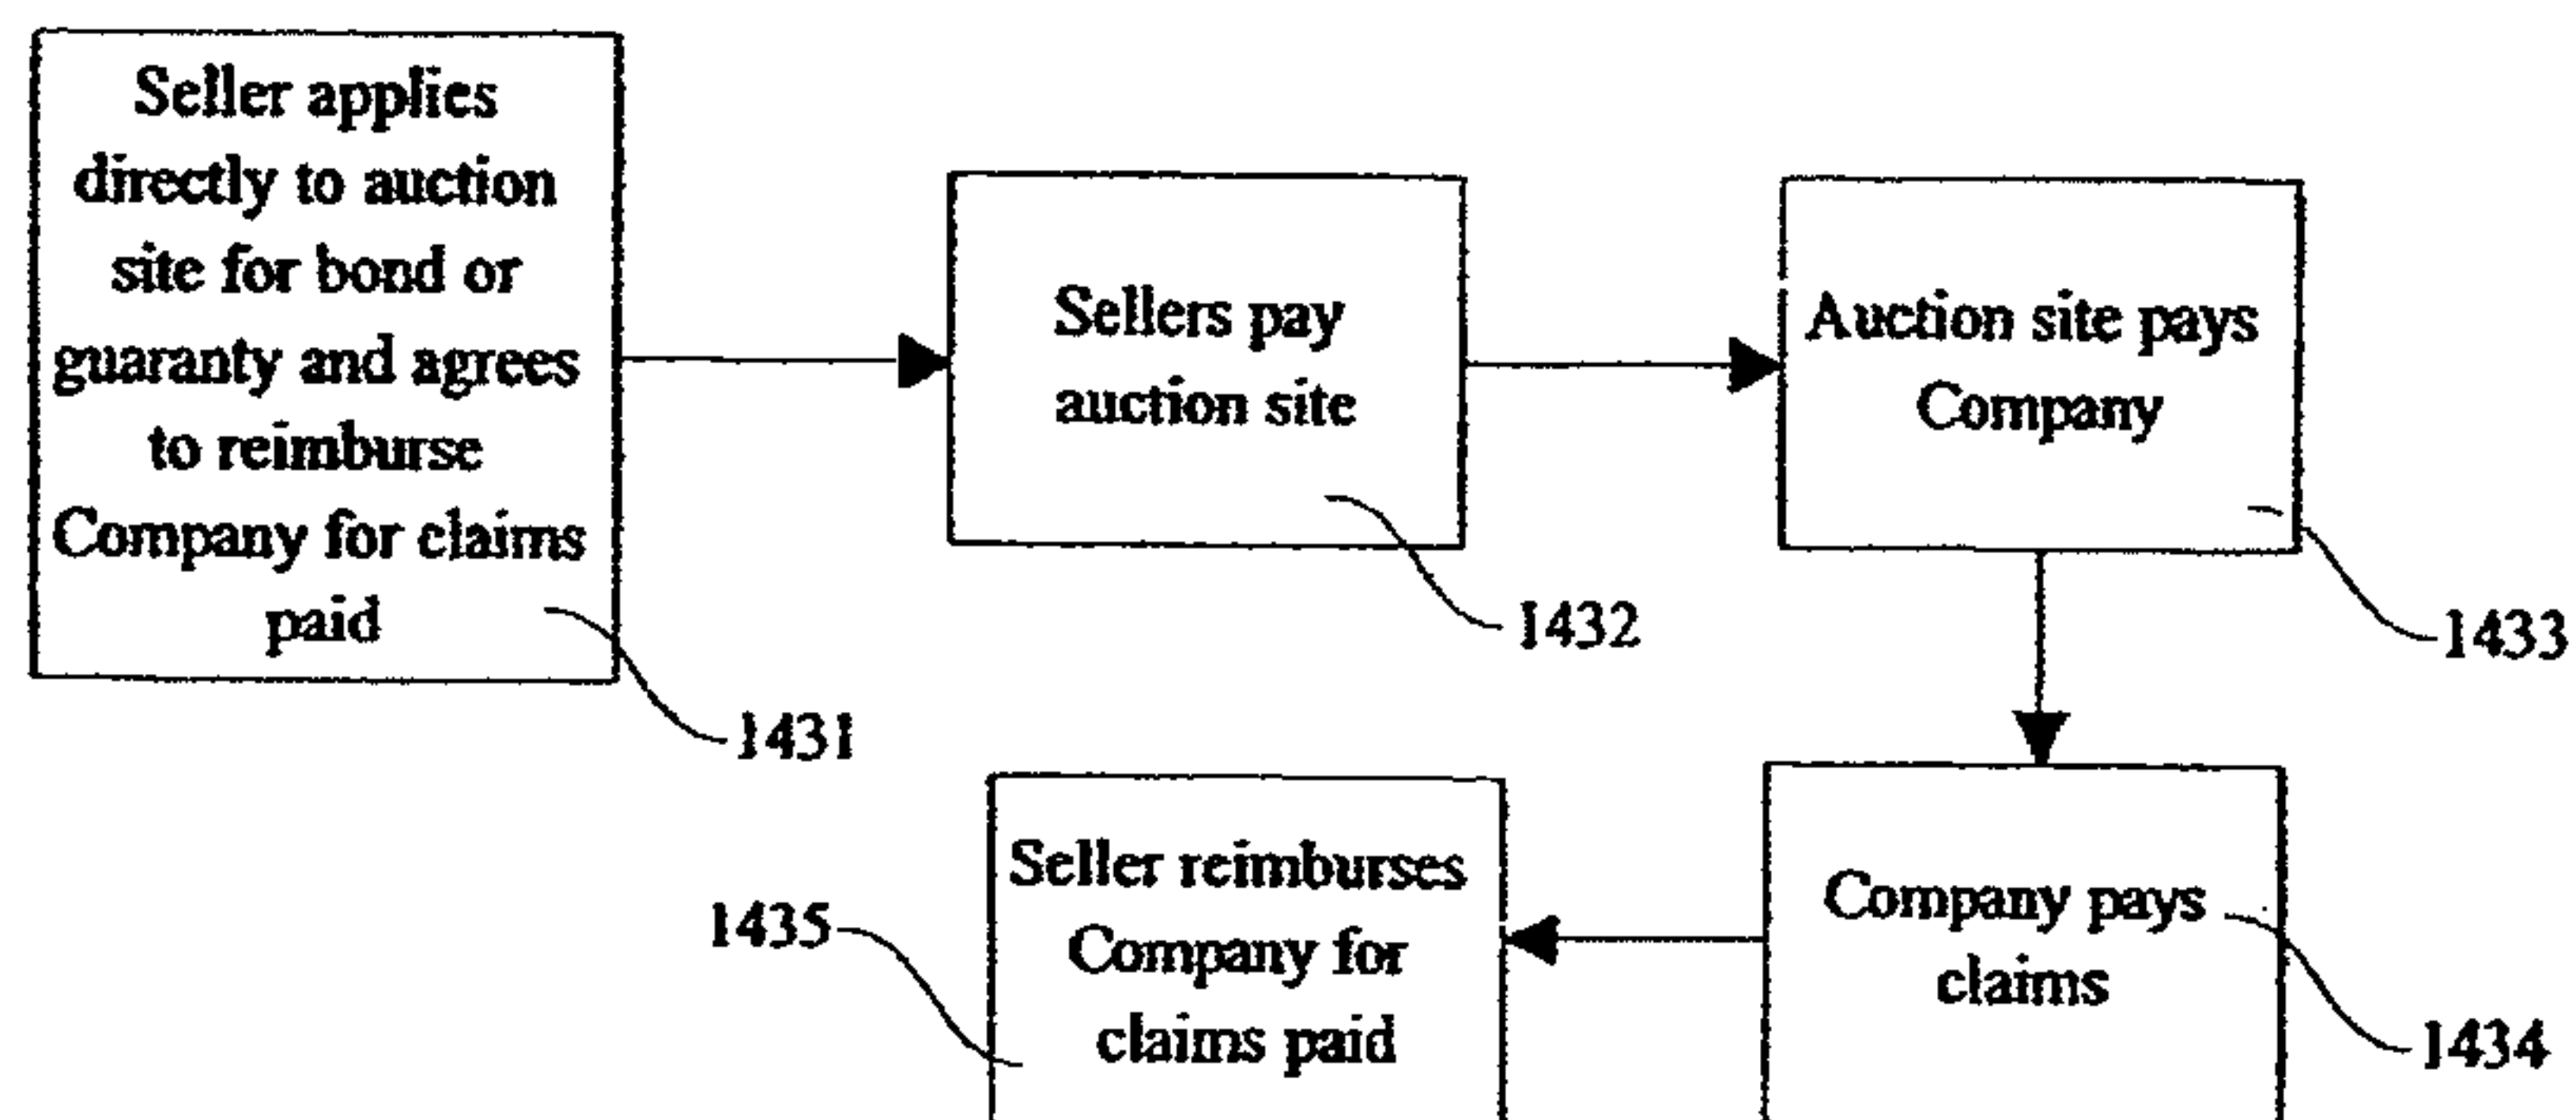 Seller applies
directly to auction
site for bond or
guaranty and agrees
to reimburse
Company for claims
paid
1431
Sellers pay
auction site
1432
Auction site pays
Company
1433
Company pays
claims
1434
Seller reimburses
Company for
claims paid
1435